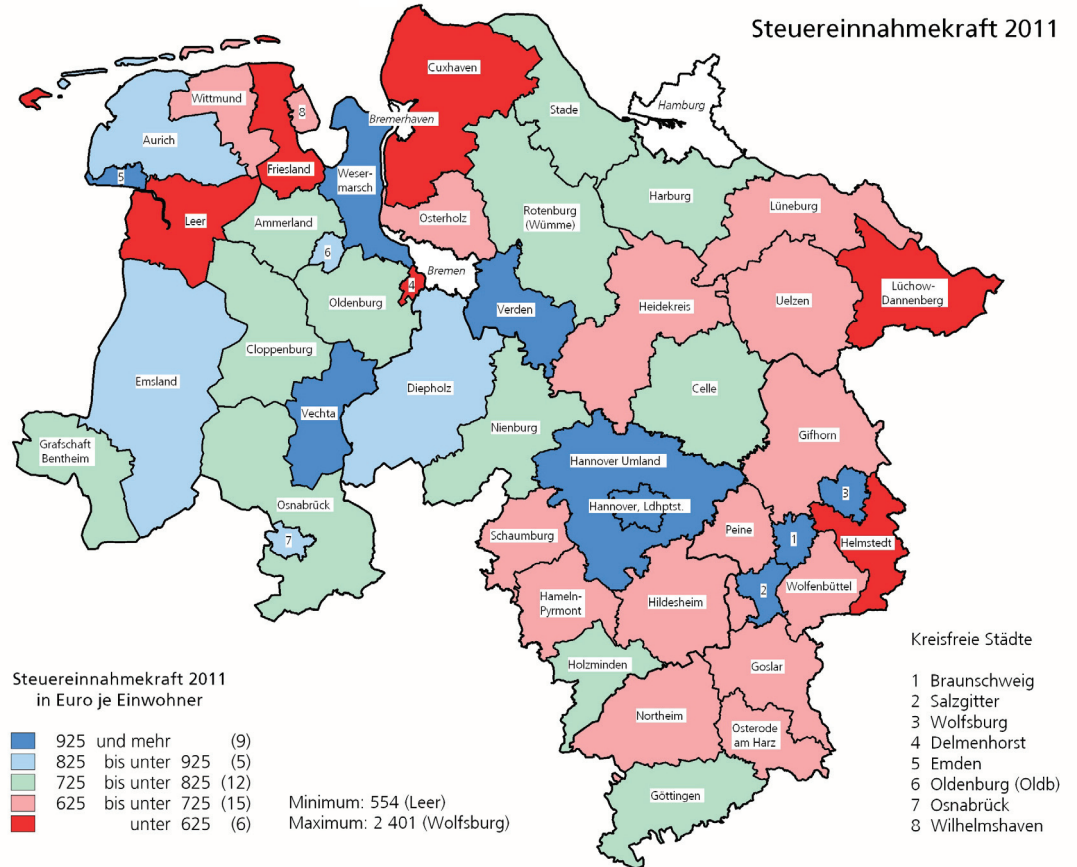 Steuereinnahmekraft 2011
Cuxhaven
Wittmund
8
Bremerhaven
Stade
Hamburg
Aurich
Friesland
Weser-
marsch
5
Leer
Ammerland
Osterholz
Rotenburg
(Wümme)
Harburg
Lüneburg
6
Bremen
4
Oldenburg
Verden
Heidekreis
Uelzen
Lüchow-
Dannenberg
Cloppenburg
Emsland
Diepholz
Celle
Vechta
Nienburg
Gifhorn
Grafschaft
Bentheim
Hannover Umland
Osnabrück
Hannover, Ldhptst.
3
7
Schaumburg
Peine
1
Helmstedt
Hameln-
Pyrmont
Hildesheim
2
Wolfenbüttel
Holzminden
Goslar
Northeim
Osterode
am Harz
Göttingen
Steuereinnahmekraft 2011
in Euro je Einwohner
925 und mehr (9)
825 bis unter 925 (5)
725 bis unter 825 (12)
625 bis unter 725 (15)
unter 625 (6)
Minimum: 554 (Leer)
Maximum: 2 401 (Wolfsburg)
Kreisfreie Städte
1 Braunschweig
2 Salzgitter
3 Wolfsburg
4 Delmenhorst
5 Emden
6 Oldenburg (Oldb)
7 Osnabrück
8 Wilhelmshaven